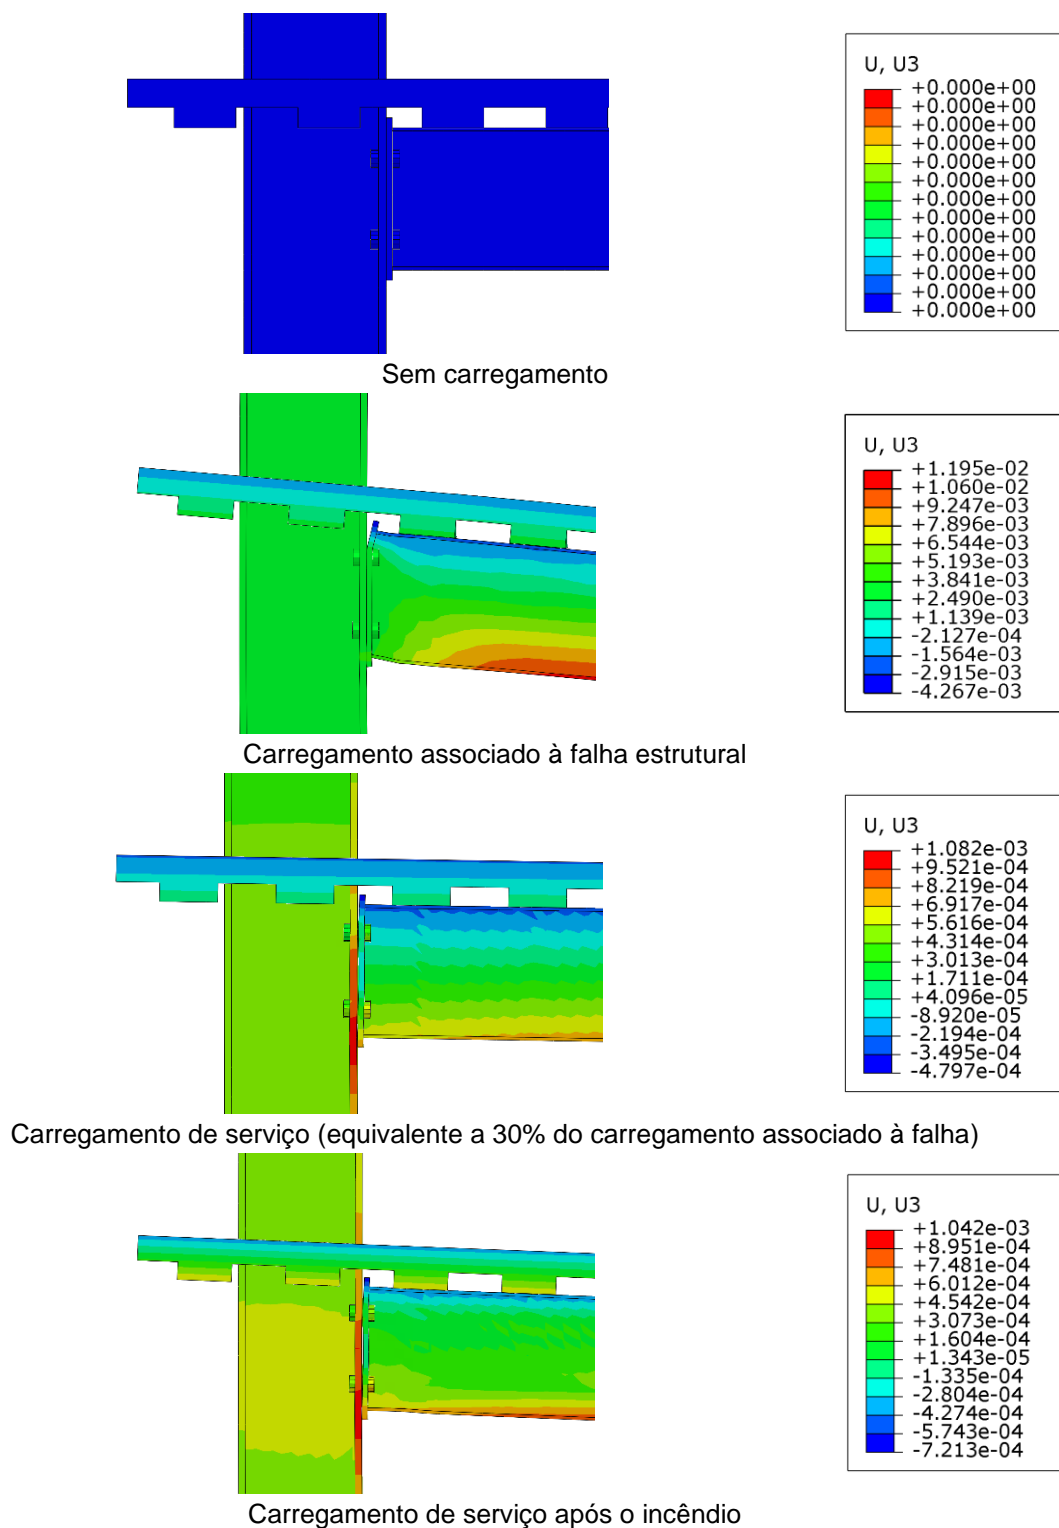 U, U3
+0.000e+00
+0.000e+00
+0.000e+00
+0.000e+00
+0.000e+00
+0.000e+00
+0.000e+00
+0.000e+00
+0.000e+00
+0.000e+00
+0.000e+00
+0.000e+00
+0.000e+00
Sem carregamento
U, U3
+1.195e-02
+1.060e-02
+9.247e-03
+7.896e-03
+6.544e-03
+5.193e-03
+3.841e-03
+2.490e-03
+1.139e-03
-2.127e-04
-1.564e-03
-2.915e-03
-4.267e-03
Carregamento associado à falha estrutural
U, U3
+1.082e-03
+9.521e-04
+8.219e-04
+6.917e-04
+5.616e-04
+4.314e-04
+3.013e-04
+1.711e-04
+4.096e-05
-8.920e-05
-2.194e-04
-3.495e-04
-4.797e-04
Carregamento de serviço (equivalente a 30% do carregamento associado à falha)
U, U3
+1.042e-03
+8.951e-04
+7.481e-04
+6.012e-04
+4.542e-04
+3.073e-04
+1.604e-04
+1.343e-05
-1.335e-04
-2.804e-04
-4.274e-04
-5.743e-04
-7.213e-04
Carregamento de serviço após o incêndio